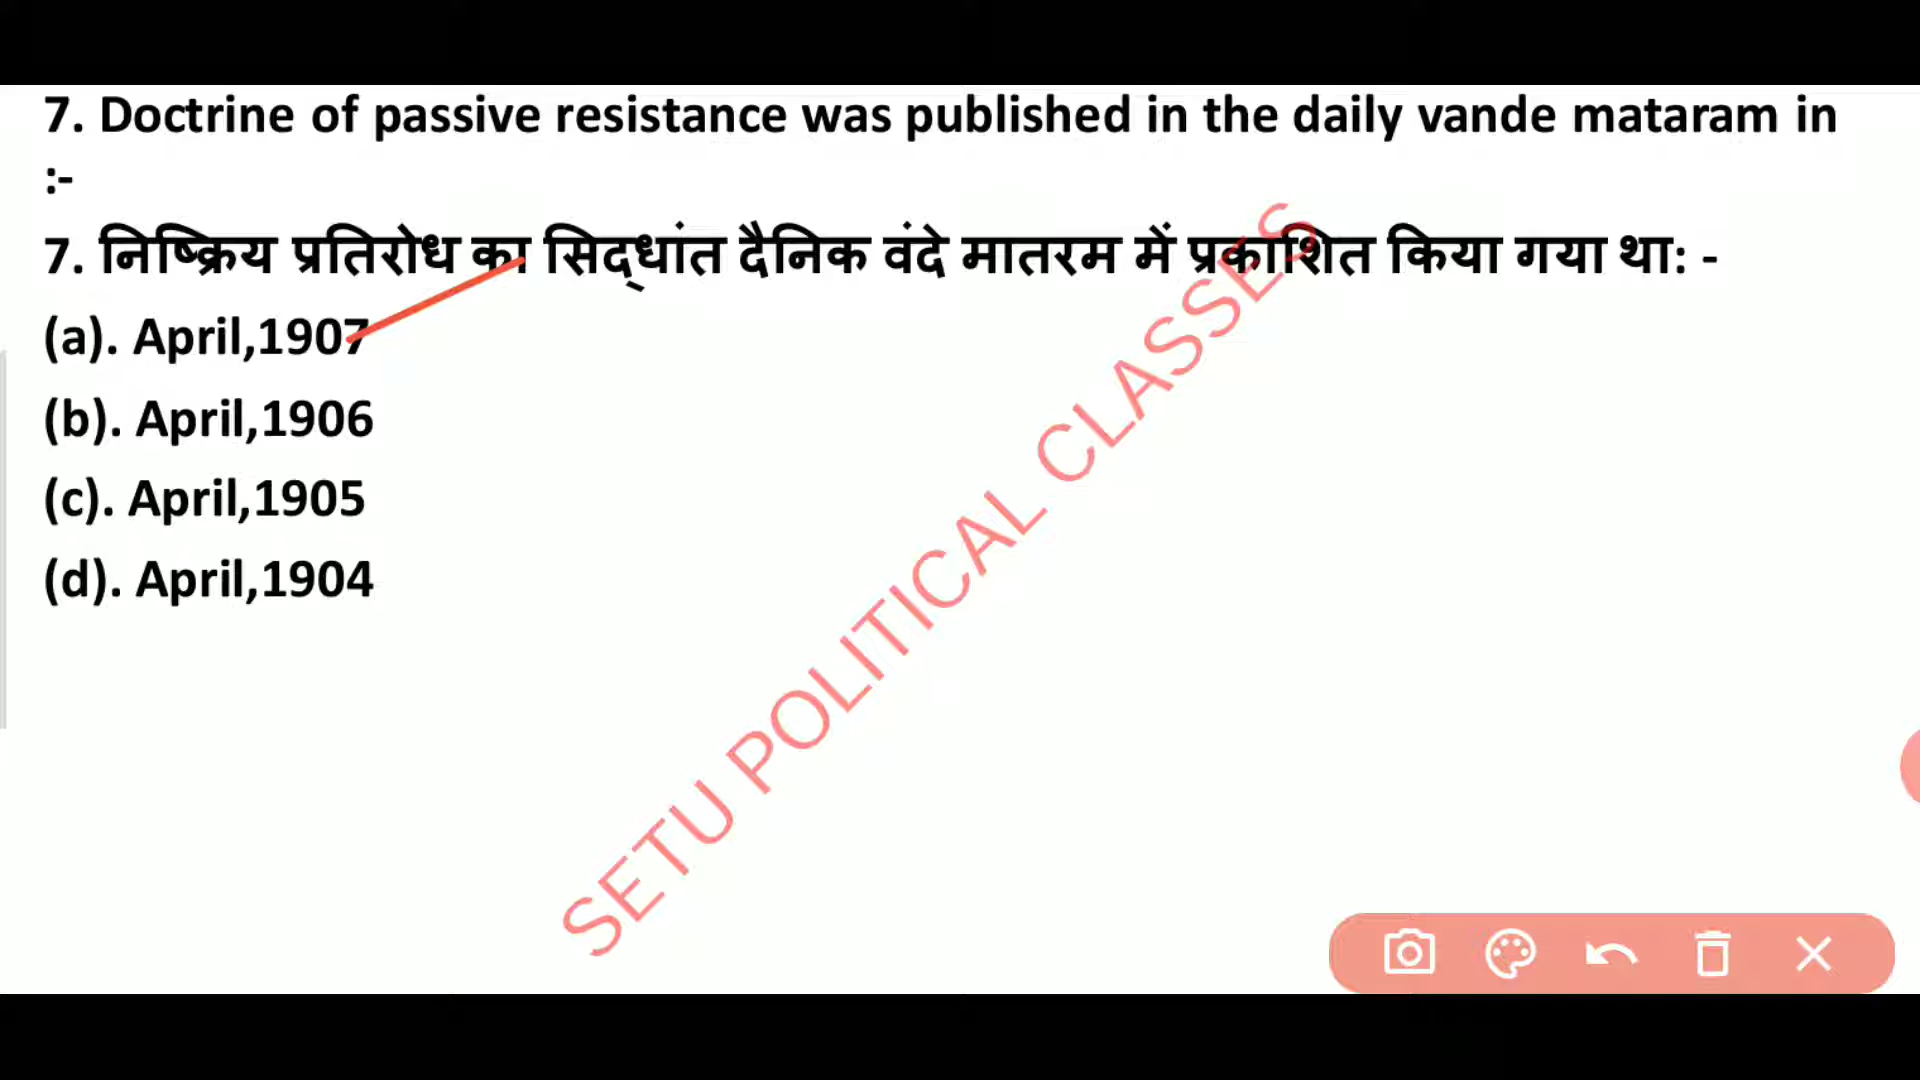 7. Doctrine of passive resistance was published in the daily vande mataram in
:-
7. निष्क्रिय प्रतिरोध का सिद्धांत दैनिक वंदे मातरम में प्रकाशित किया गया था: -
(a). April,1907
(b). April,1906
(c). April,1905
(d). April,1904
SETU POLITICAL CLASSES